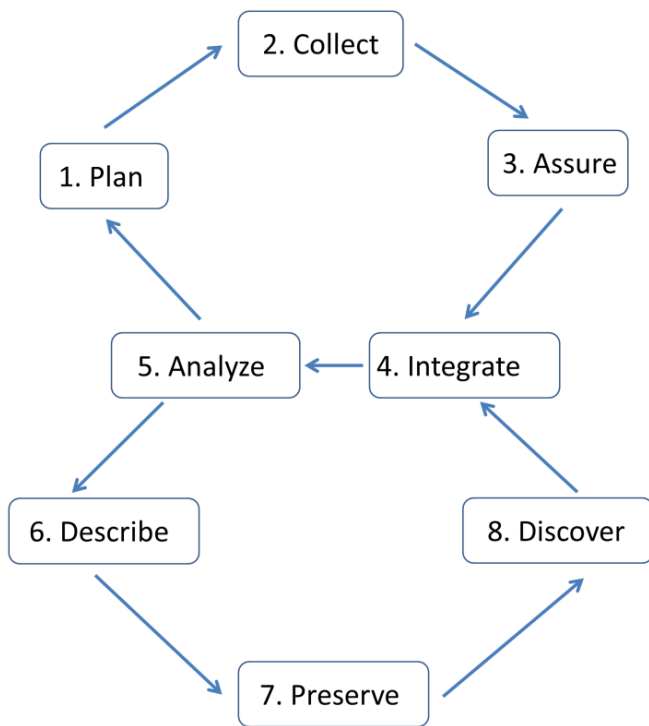 2. Collect
1. Plan
3. Assure
5. Analyze
4. Integrate
6. Describe
8. Discover
7. Preserve